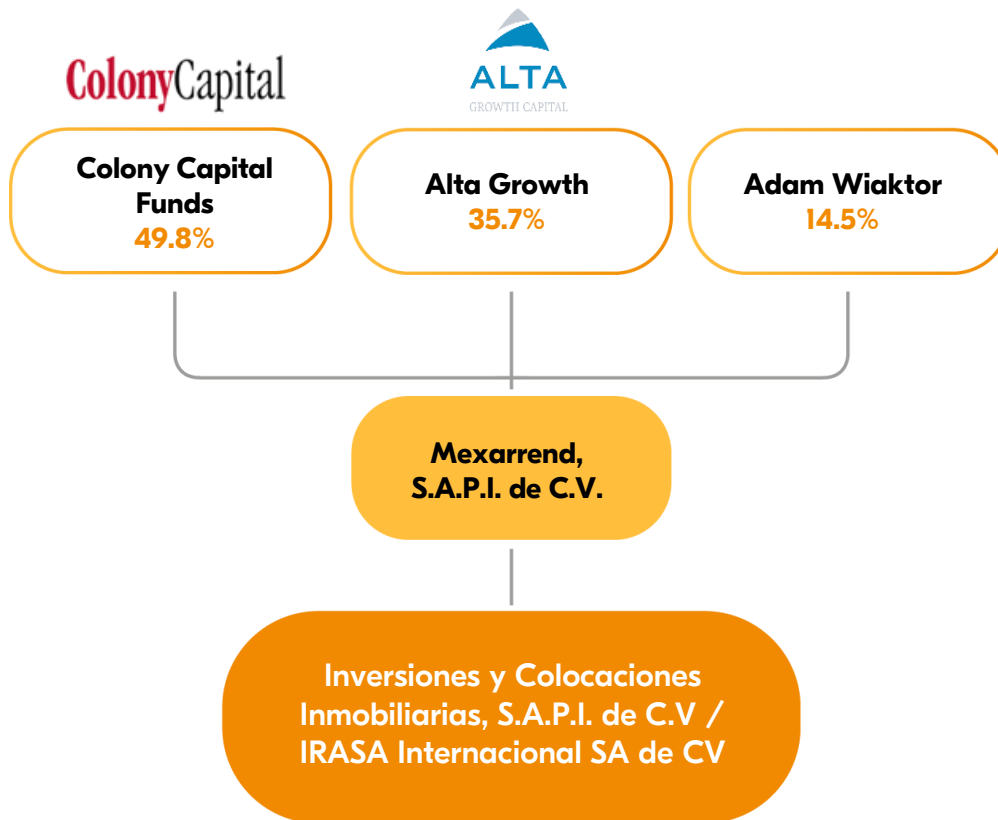 ColonyCapital
ALTA
GROWTH CAPITAL
Colony Capital
Funds
49.8%
Alta Growth
35.7%
Adam Wiaktor
14.5%
Mexarrend,
S.A.P.I. de C.V.
Inversiones y Colocaciones
Inmobiliarias, S.A.P.I. de C.V /
IRASA Internacional SA de CV